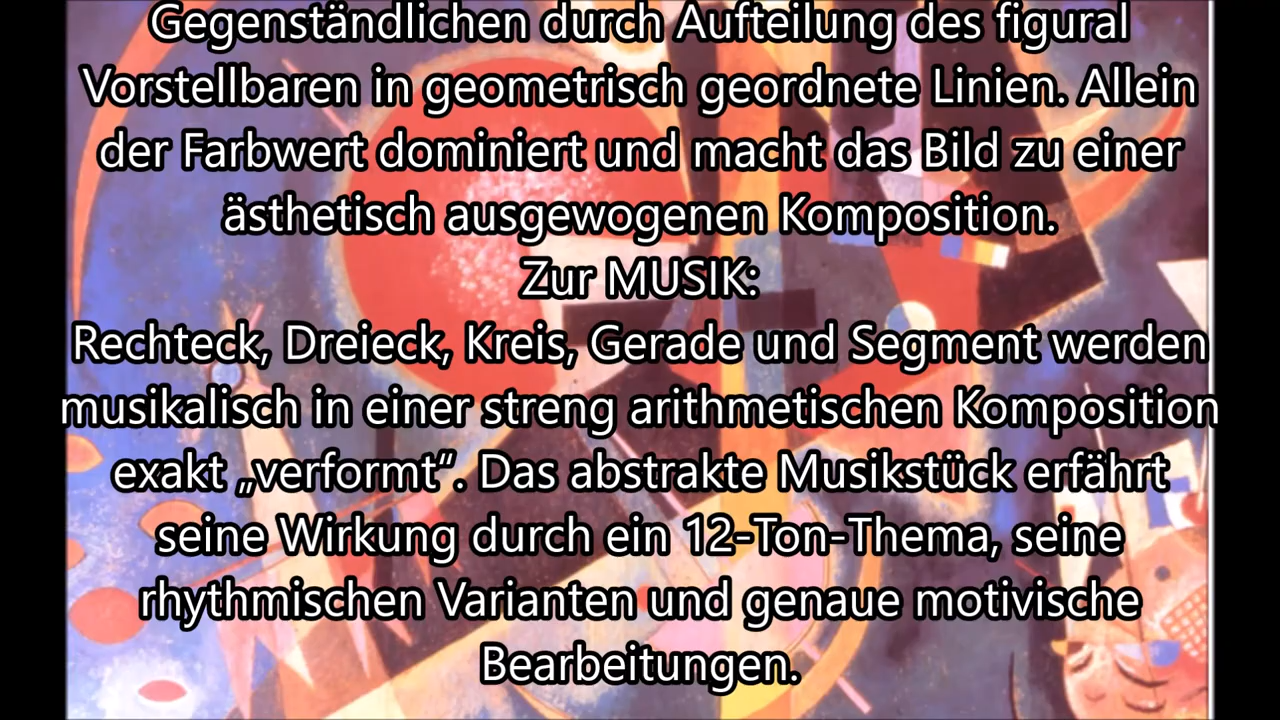 Gegenständlichen durch Aufteilung des figural
Vorstellbaren in geometrisch geordnete Linien. Allein
der Farbwert dominiert und macht das Bild zu einer
ästhetisch ausgewogenen Komposition.
Zur MUSIK:
Rechteck, Dreieck, Kreis, Gerade und Segment werden
musikalisch in einer streng arithmetischen Komposition
exakt „verformt“. Das abstrakte Musikstück erfährt
seine Wirkung durch ein 12-Ton-Thema, seine
rhythmischen Varianten und genaue motivische
Bearbeitungen.